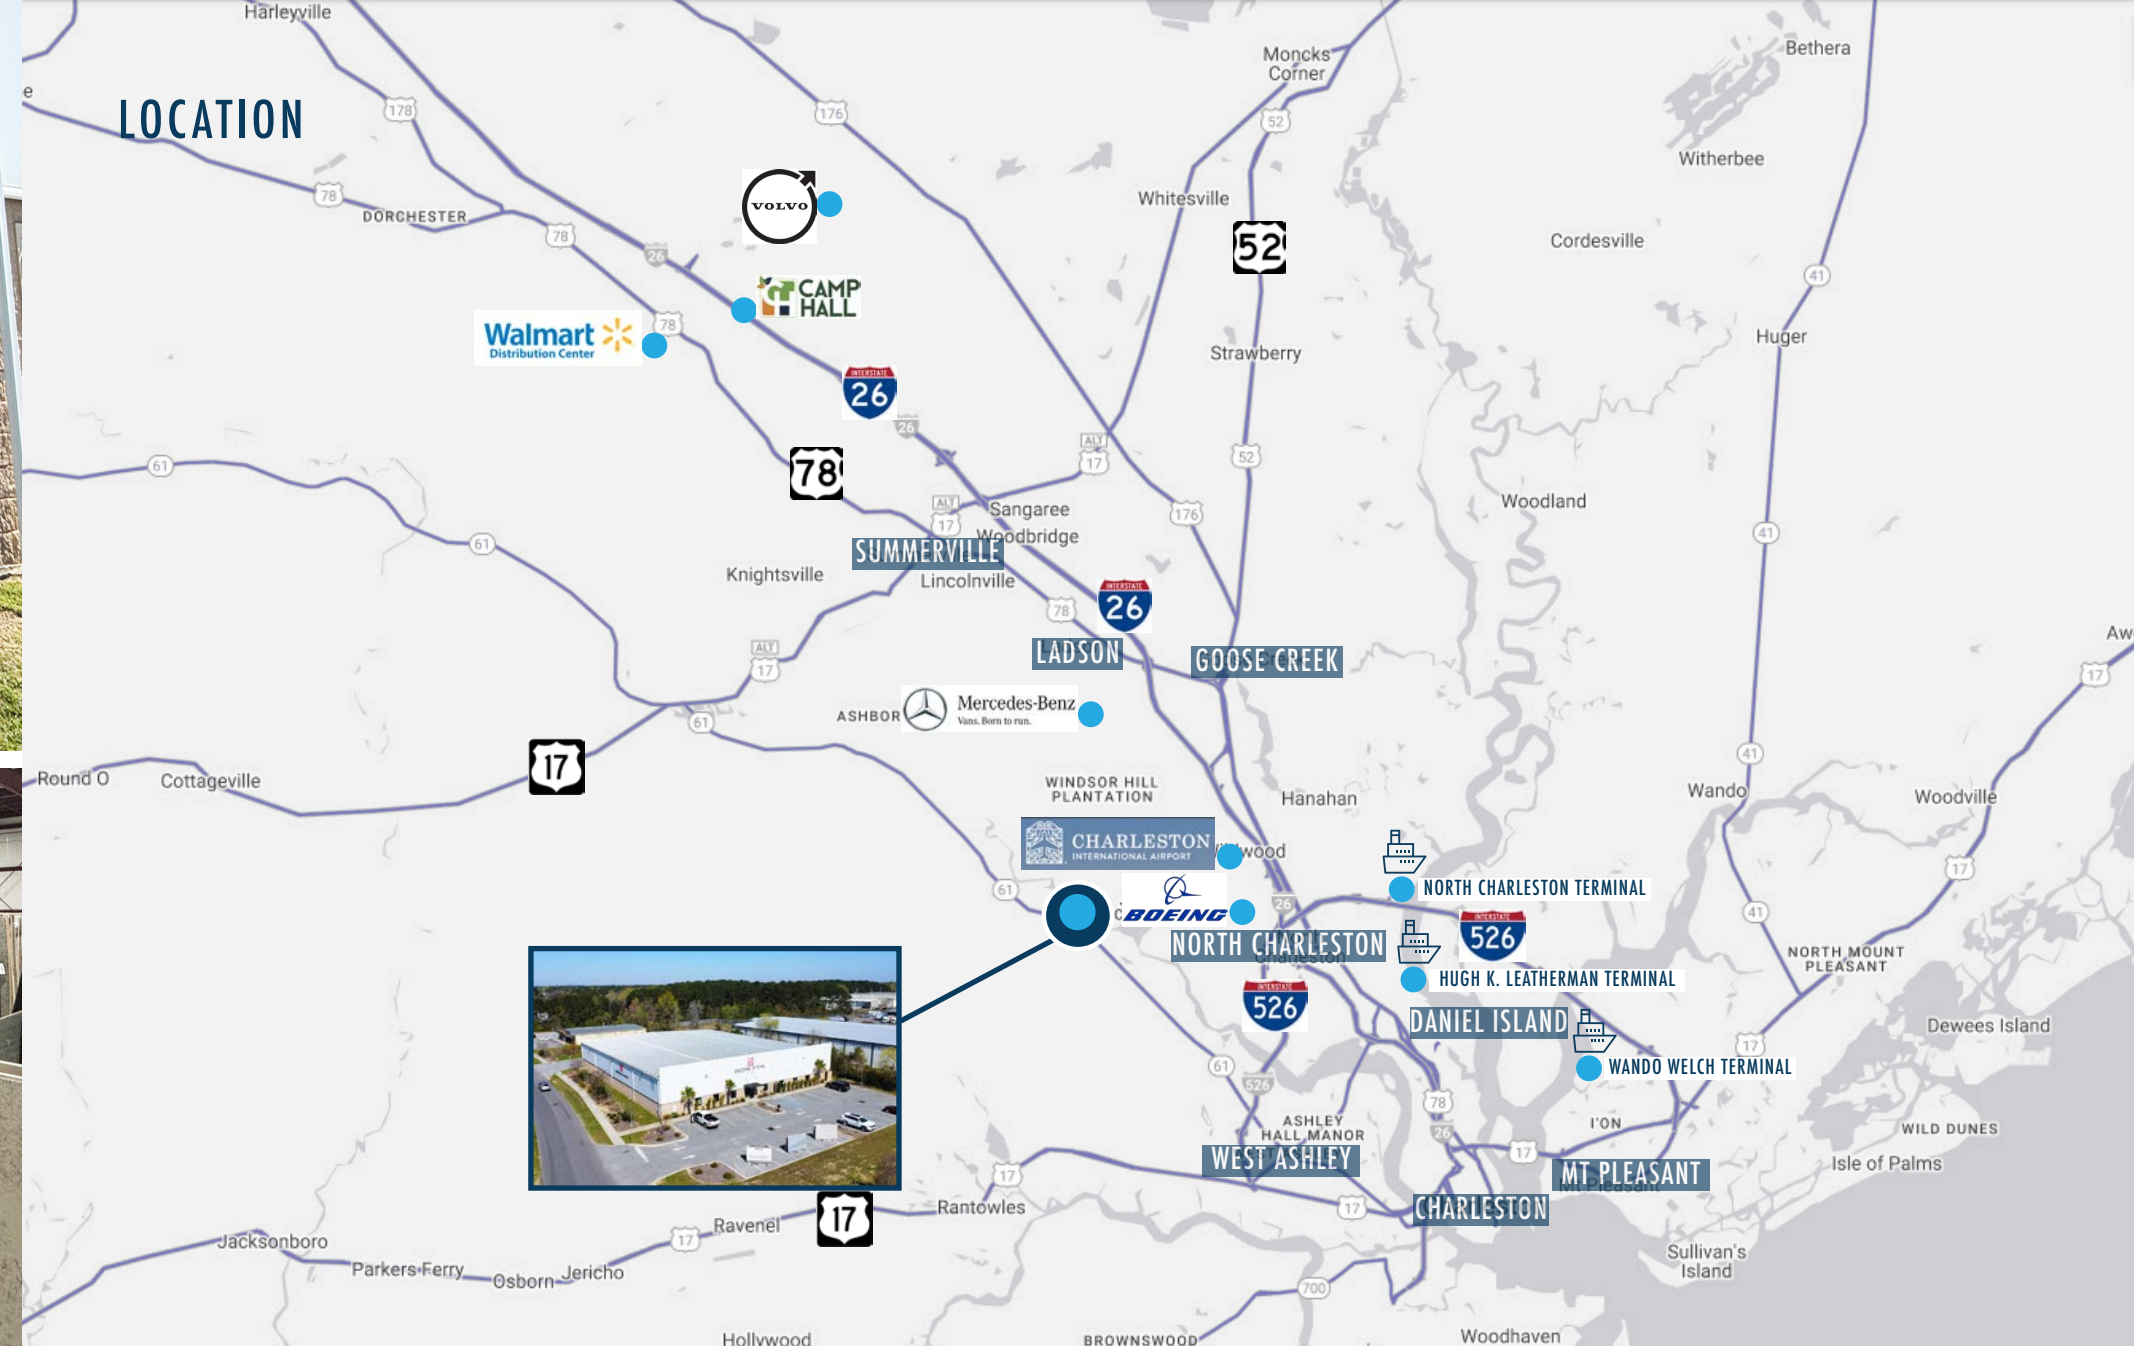 Harleyville
LOCATION
Moncks
Corner
Bethera
178
176
52
Witherbee
78
DORCHESTER
78
26
VOLVO
Whitesville
52
Cordesville
41
CAMP
HALL
Walmart
Distribution Center
78
Strawberry
Huger
INTERSTATE
26
26
ALT
17
52
61
78
ALT
17
Sangaree
176
Woodland
Woodbridge
41
61
SUMMERVILLE
Knightsville
Lincolnville
78
INTERSTATE
26
LADSON
GOOSE CREEK
Aw
ALT
17
17
ASHBOR
Mercedes-Benz
Vans. Born to run.
61
17
41
Round O
Cottageville
WINDSOR HILL
PLANTATION
Hanahan
Wando
Woodville
CHARLESTON
INTERNATIONAL AIRPORT
wood
17
61
BOEING
26
NORTH CHARLESTON TERMINAL
41
INTERSTATE
526
NORTH CHARLESTON
NORTH MOUNT
PLEASANT
HUGH K. LEATHERMAN TERMINAL
INTERSTATE
526
DANIEL ISLAND
Dewees Island
17
WANDO WELCH TERMINAL
61
526
78
26
ASHLEY
HALL MANOR
I'ON
WILD DUNES
WEST ASHLEY
17
MT PLEASANT
Isle of Palms
17
17
CHARLESTON
17
Rantowles
Ravenel
17
Jacksonboro
Parkers Ferry
Osborn
Jericho
Sullivan's
Island
700
Hollywood
BROWNSWOOD
Woodhaven